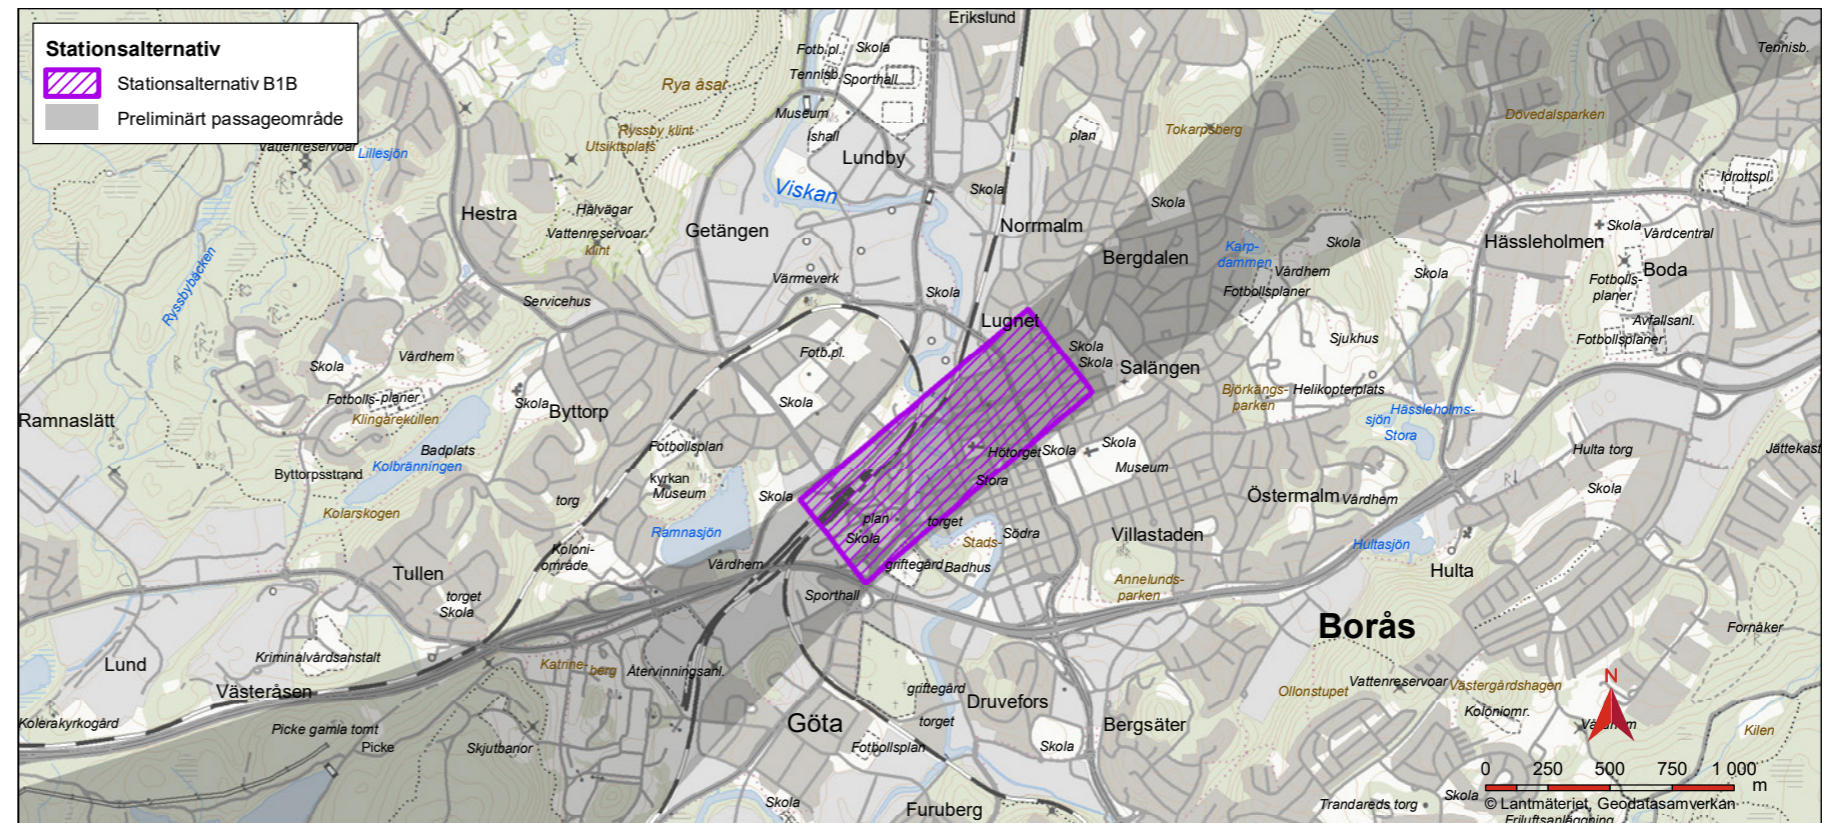 Stationsalternativ
Stationsalternativ B1B
Preliminärt passageområde
Erikslund
Fotb.pl.
Skola
Tennisb.
Tennisb.
Sporthall
Rya åsar
Museum
Ishall
Ryssby klint
Utsiktsplats
plan
Tokarpsberg
Dövedalsparken
Vattenreservoar
Lillesjön
Lundby
Viskan
Skola
Idrottspl.
Hestra
Hålvägar
Vattenreservoar
klint
Getängen
Norrmalm
Skola
Bergdalen
Karp-
dammen
Skola
Hässleholmen
Skola
Vårdcentral
Ryssbybäcken
Värmeverk
Vårdhem
Fotbollsplaner
Skola
Fotbolls-
planer
Boda
Servicehus
Skola
Lugnet
Avfallsanl.
Fotbollsplaner
Skola
Vårdhem
Fotb.pl.
Skola
Skola
Salängen
Sjukhus
Fotbolls-planer
Klingarekullen
Skola
Byttorp
Skola
Björkängs-
parken
Helikopterplats
Hässleholms-
sjön
Stora
Ramnaslätt
Badplats
Kolbränningen
Byttorpsstrand
Fotbollsplan
kyrkan
Museum
Hötorget
Skola
Skola
Museum
Hulta torg
Jättekast
Kolarskogen
torg
Skola
Stora
torget
plan
Skola
Östermalm
Vårdhem
Skola
Ramnasjön
Stads-
Södra
Villastaden
Hultasjön
Koloni-
område
Tullen
Vårdhem
griftegård
Badhus
Hulta
torget
Skola
Sporthall
Annelunds-
parken
Borås
Fornåker
Lund
Kriminalvårdsanstalt
Katrine-
berg
Återvinningsanl.
Västeråsen
griftegård
torget
Druvefors
Ollonstupet
Vattenreservoar
Västergårdshagen
Koloniomr.
N
Kolerakyrkogård
Picke gamla tomt
Picke
Skjutbanor
Göta
Fotbollsplan
Skola
Bergsäter
Kilen
0 250 500 750 1 000
m
Skola
Furuberg
Trandareds torg
Skola
© Lantmäteriet, Geodatasamverkan
Friluftsanläggning